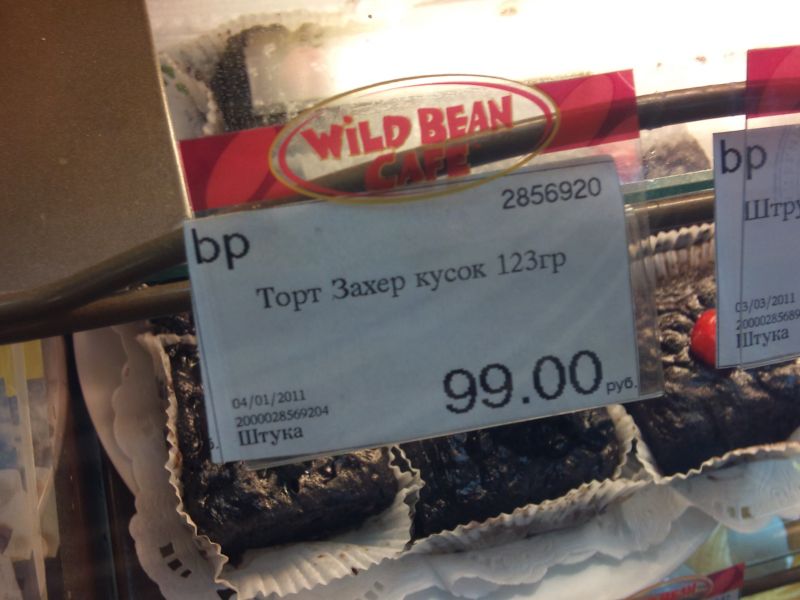 WiLD BEAN
CAFE
2856920
bp
Торт Захер кусок 123гр
99.00 руб.
04/01/2011
2000028569204
Штука
bp
03/03/2011
Штука